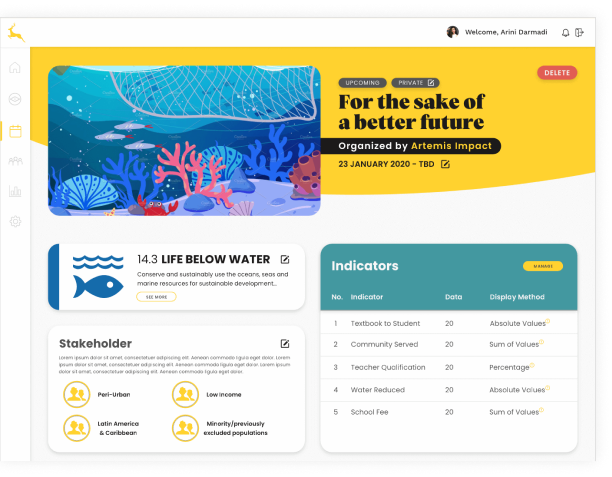 Welcome, Arini Darmadi
DELETE
UPCOMING PRIVATE
For the sake of
a better future
Organized by Artemis Impact
23 JANUARY 2020 - TBD
14.3 LIFE BELOW WATER
Conserve and sustainably use the oceans, seas and
marine resources for sustainable development...
SEE MORE
Stakeholder
Lorem ipsum dolor sit amet, consectetuer adipiscing elit. Aenean commodo ligula eget dolor. Lorem
ipsum dolor sit amet, consectetuer adipiscing elit. Aenean commodo ligula eget dolor. Lorem ipsum
dolor sit amet, consectetuer adipiscing elit. Aenean commodo ligula eget dolor.
Peri-Urban
Low Income
Latin America
& Caribbean
Minority/previously
excluded populations
Indicators
MANAGE
No. Indicator Data Display Method
1 Textbook to Student 20 Absolute Values
2 Community Served 20 Sum of Values
3 Teacher Qualification 20 Percentage
4 Water Reduced 20 Absolute Values
5 School Fee 20 Sum of Values